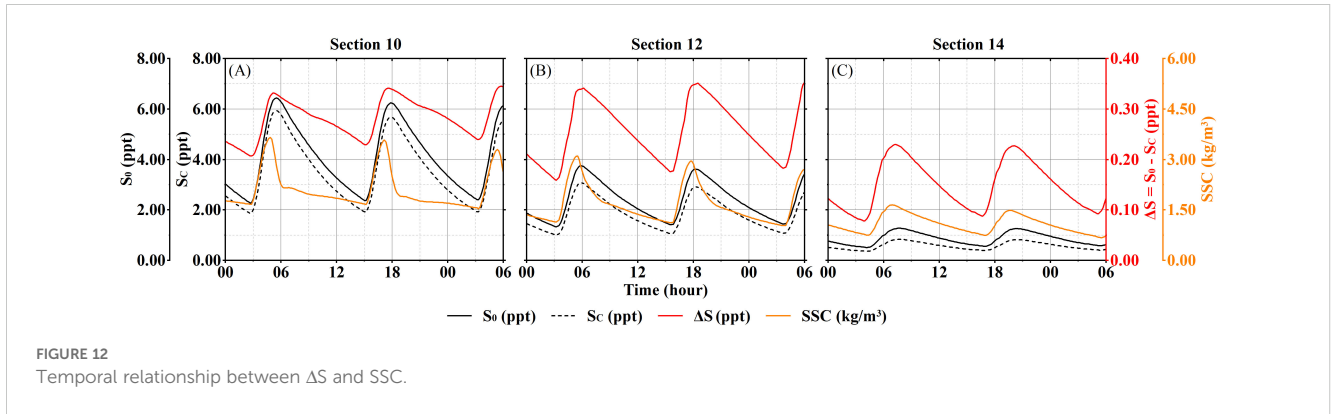 Section 10 Section 12 Section 14
8.00 8.00 (A) (B) (C) 0.40 6.00
6.00 6.00 0.30 4.50
4.00 4.00 0.20 3.00
2.00 2.00 0.10 1.50
0.00 0.00 0.00 0.00
S₀ (ppt)
Sc (ppt)
ΔS = S₀ - Sc (ppt)
SSC (kg/m³)
00 06 12 18 00 06 00 06 12 18 00 06 00 06 12 18 00 06
Time (hour)
S₀ (ppt) Sc (ppt) ΔS (ppt) SSC (kg/m³)
FIGURE 12
Temporal relationship between ΔS and SSC.